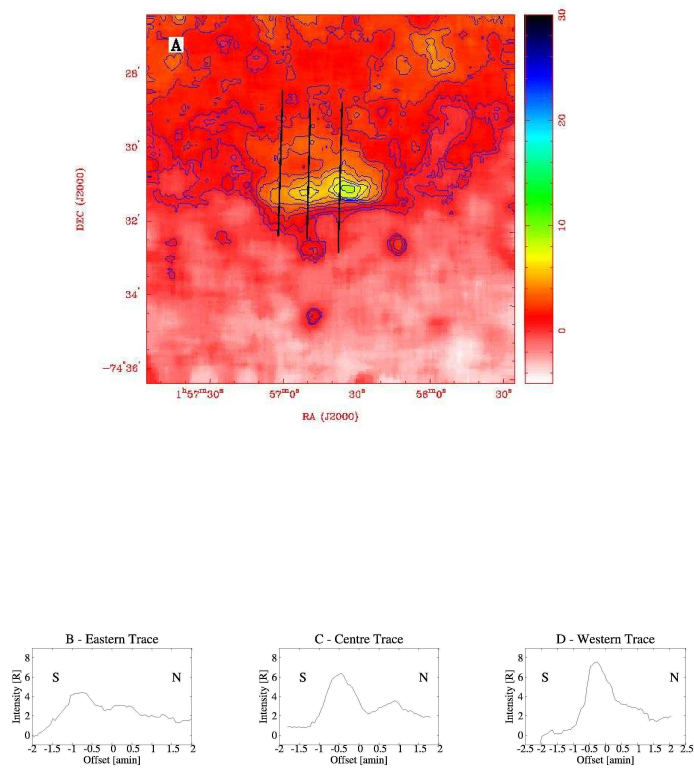 A
30
20
10
0
28'
30'
32'
34'
−74°36'
DEC (J2000)
1h57m30s 57m0s 30s 56m0s 30s
RA (J2000)
B - Eastern Trace
S N
Intensity [R]
8
6
4
2
0
-2 -1.5 -1 -0.5 0 0.5 1 1.5 2
Offset [amin]
C - Centre Trace
S N
Intensity [R]
8
6
4
2
0
-2 -1.5 -1 -0.5 0 0.5 1 1.5 2
Offset [amin]
D - Western Trace
S N
Intensity [R]
8
6
4
2
0
-2.5 -2 -1.5 -1 -0.5 0 0.5 1 1.5 2 2.5
Offset [amin]